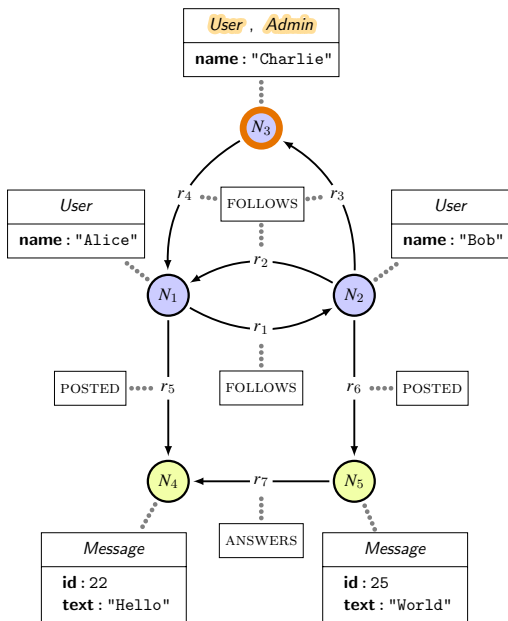 User , Admin
name : "Charlie"
N3
r4
FOLLOWS
r3
User
name : "Alice"
User
name : "Bob"
r2
N1
N2
r1
POSTED
r5
FOLLOWS
r6
POSTED
N4
r7
N5
Message
id : 22
text : "Hello"
ANSWERS
Message
id : 25
text : "World"